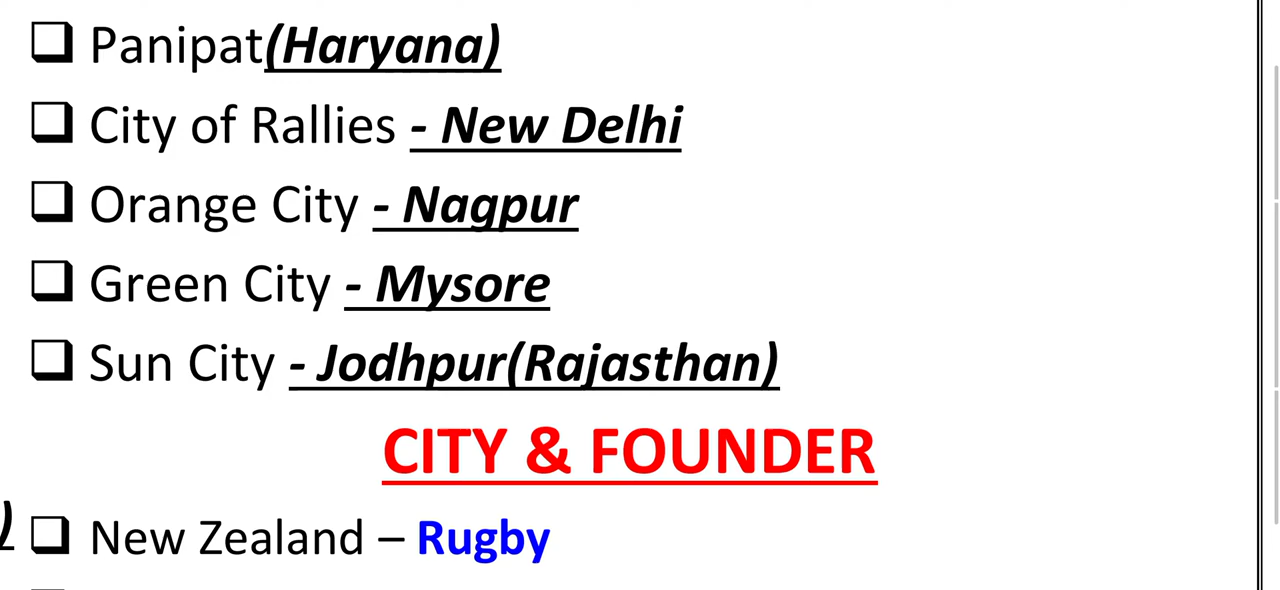 Panipat(Haryana)
City of Rallies - New Delhi
Orange City - Nagpur
Green City - Mysore
Sun City - Jodhpur(Rajasthan)
CITY & FOUNDER
) New Zealand – Rugby